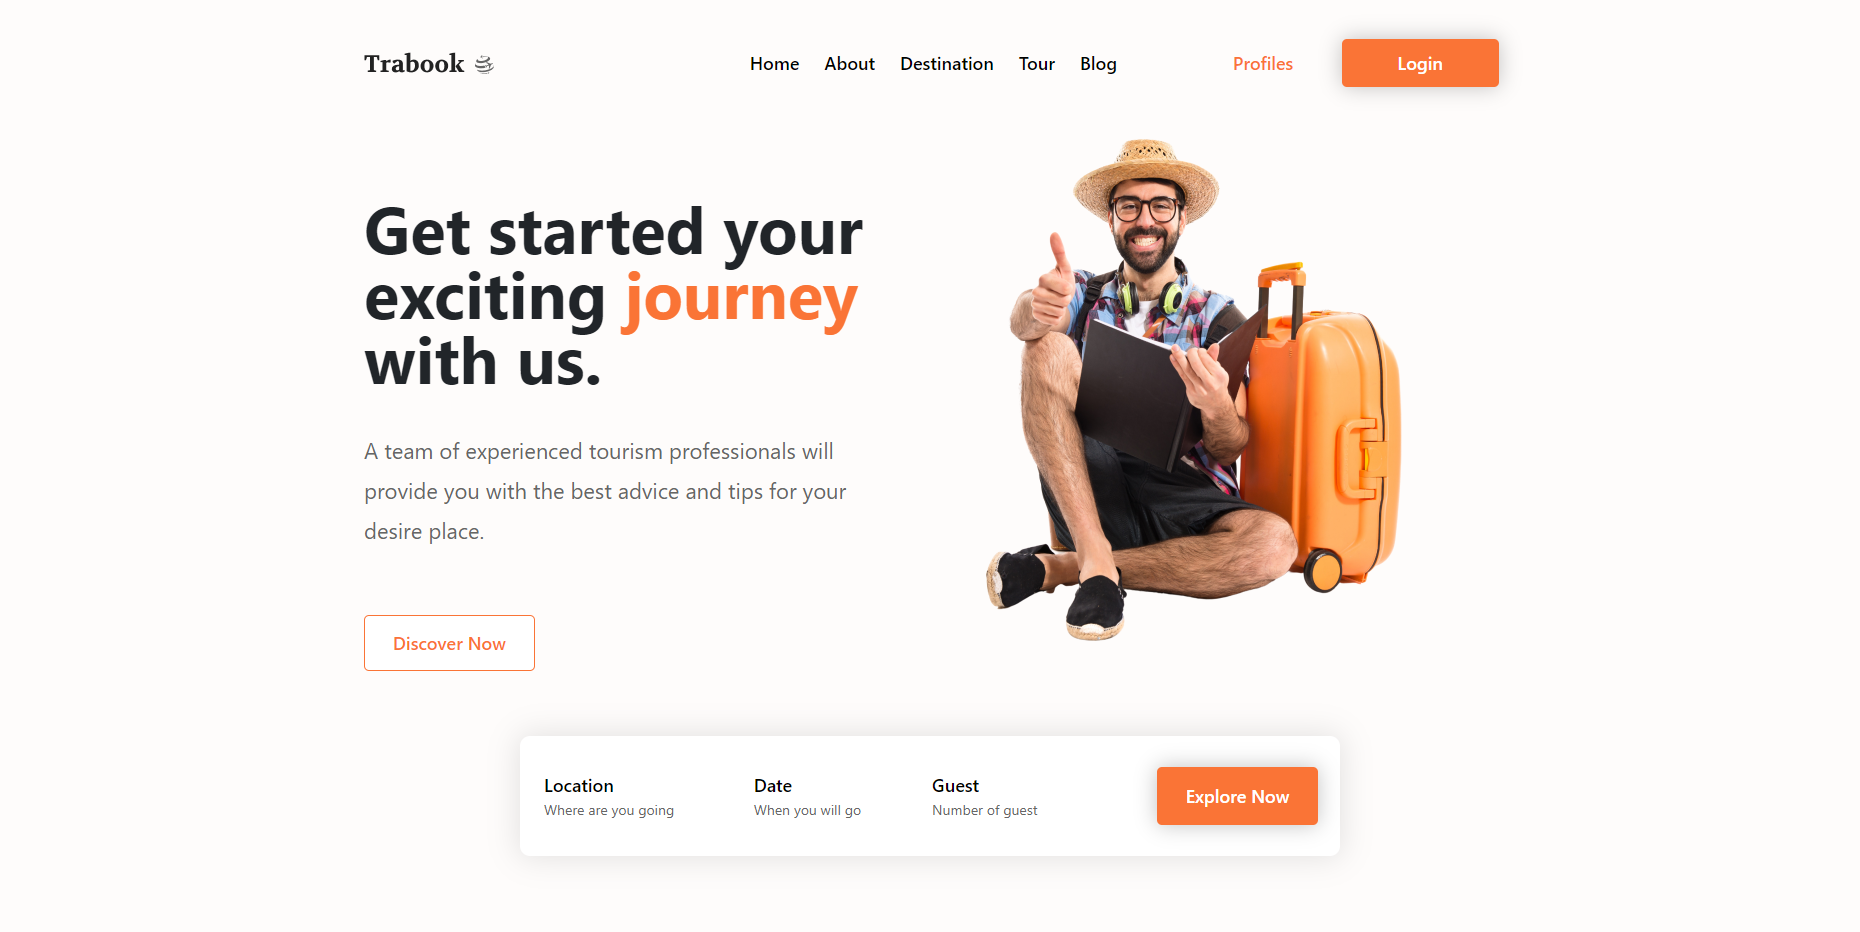 Trabook
Home About Destination Tour Blog
Profiles
Login
Get started your
exciting journey
with us.
A team of experienced tourism professionals will
provide you with the best advice and tips for your
desire place.
Discover Now
Location
Where are you going
Date
When you will go
Guest
Number of guest
Explore Now